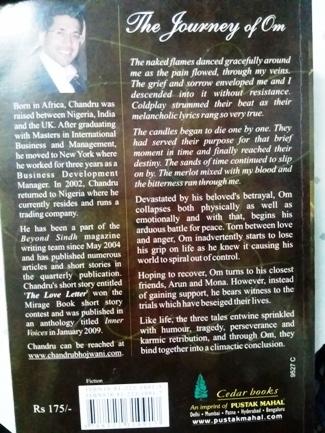 The Journey of Om
The naked flames danced gracefully around
me as the pain flowed, through my veins.
The grief and sorrow enveloped me and I
descended into it without resistance.
Coldplay strummed their beat as their
melancholic lyrics rang so very true.
The candles began to die one by one. They
had served their purpose for that brief
moment in time and finally reached their
destiny. The sands of time continued to slip
on by. The merlot mixed with my blood and
the bitterness ran through me.
Devastated by his beloved's betrayal, Om
collapses both physically as well as
emotionally and with that, begins his
arduous battle for peace. Torn between love
and anger, Om inadvertently starts to lose
his grip on life as he knew it causing his
world to spiral out of control.
Hoping to recover, Om turns to his closest
friends, Arun and Mona. However, instead
of gaining support, he bears witness to the
trials which have beseiged their lives.
Like life, the three tales entwine sprinkled
with humour, tragedy, perseverance and
karmic retribution, and through Om, they
bind together into a climactic conclusion.
Born in Africa, Chandru was
raised between Nigeria, India
and the UK. After graduating
with Masters in International
Business and Management,
he moved to New York where
he worked for three years as a
Business Development
Manager. In 2002, Chandru
returned to Nigeria where he
currently resides and runs a
trading company.
He has been a part of the
Beyond Sindh magazine
writing team since May 2004
and has published numerous
articles and short stories in
the quarterly publication.
Chandru's short story entitled
'The Love Letter' won the
Mirage Book short story
contest and was published in
an anthology titled Inner
Voices in January 2009.
Chandru can be reached at
www.chandrubhojwani.com.
9527 C
Fiction
Rs 175/-
Cedar books
An imprint of PUSTAK MAHAL
Delhi • Mumbai • Patna • Hyderabad • Bengaluru
www.pustakmahal.com